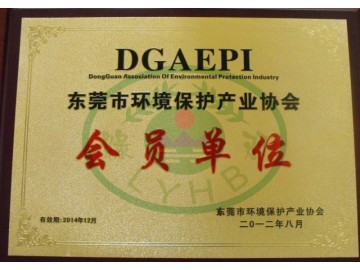 DGAEPI
DongGuan Association Of Environmental Protection Industry
东莞市环境保护产业协会
会员单位
LYHB
有效期:2014年12月
东莞市环境保护产业协会
二〇一二年八月